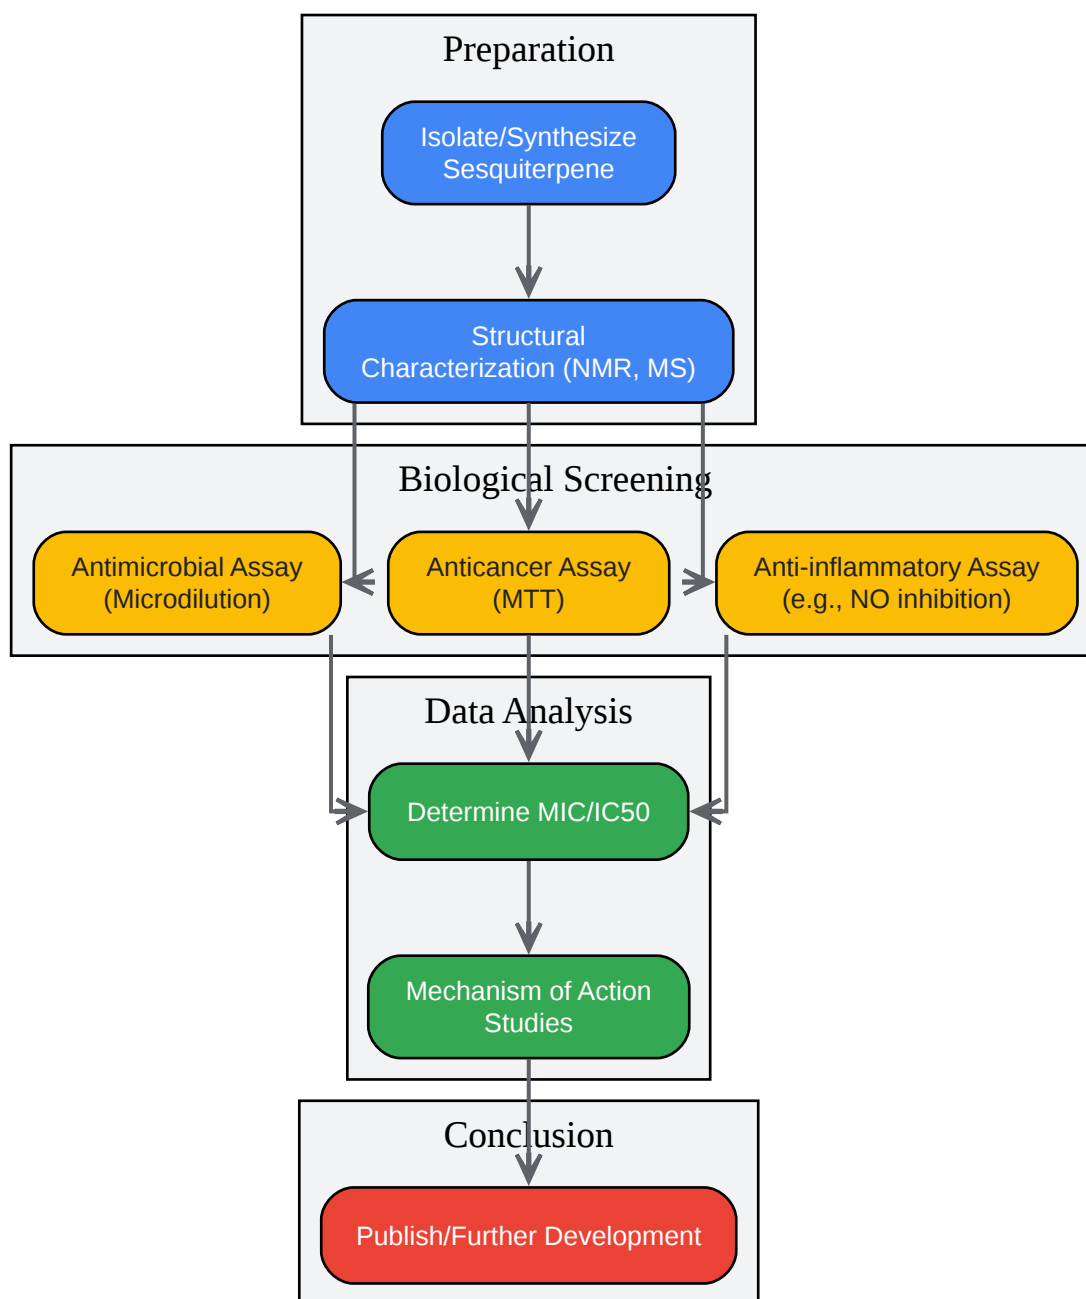 Preparation
Isolate/Synthesize
Sesquiterpene
Structural
Characterization (NMR, MS)
Biological Screening
Antimicrobial Assay
(Microdilution)
Anticancer Assay
(MTT)
Anti-inflammatory Assay
(e.g., NO inhibition)
Data Analysis
Determine MIC/IC50
Mechanism of Action
Studies
Conclusion
Publish/Further Development